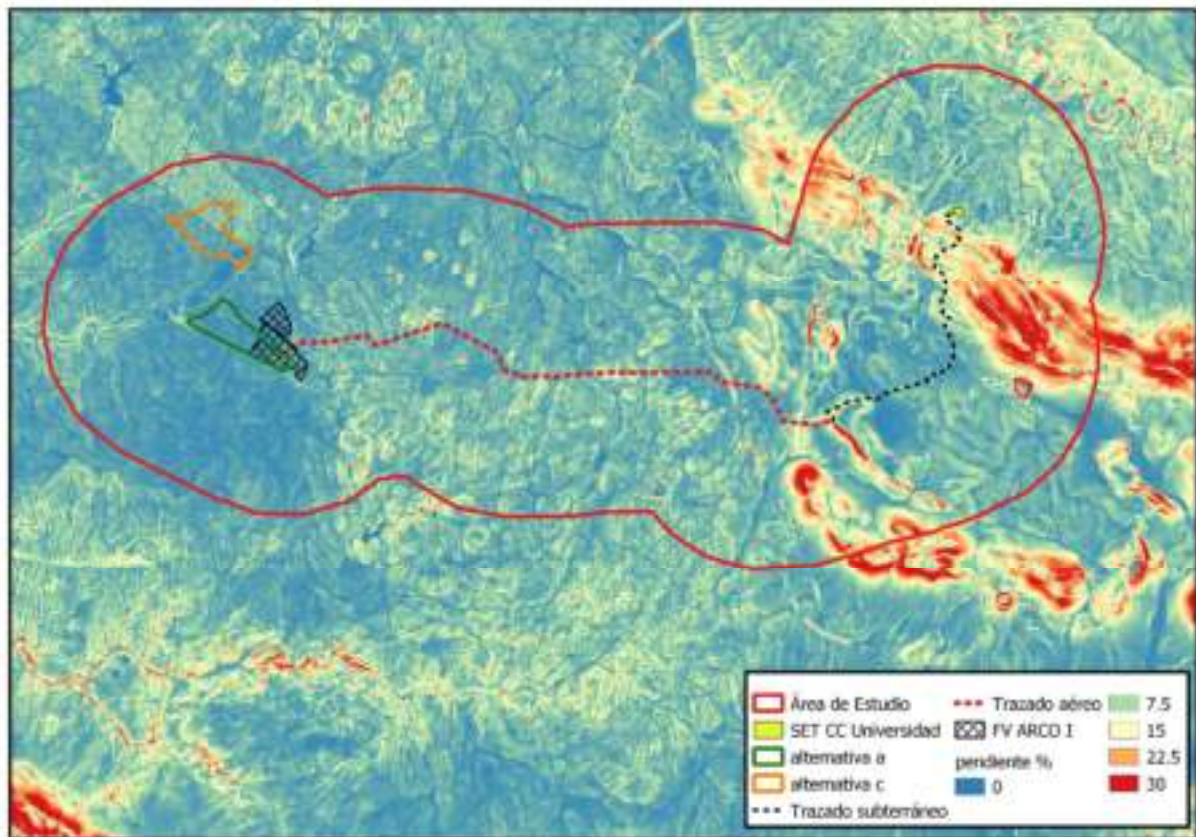 Área de Estudio
SET CC Universidad
alternativa a
alternativa c
Trazado subterráneo
Trazado aéreo
FV ARCO I
pendiente %
0
7.5
15
22.5
30